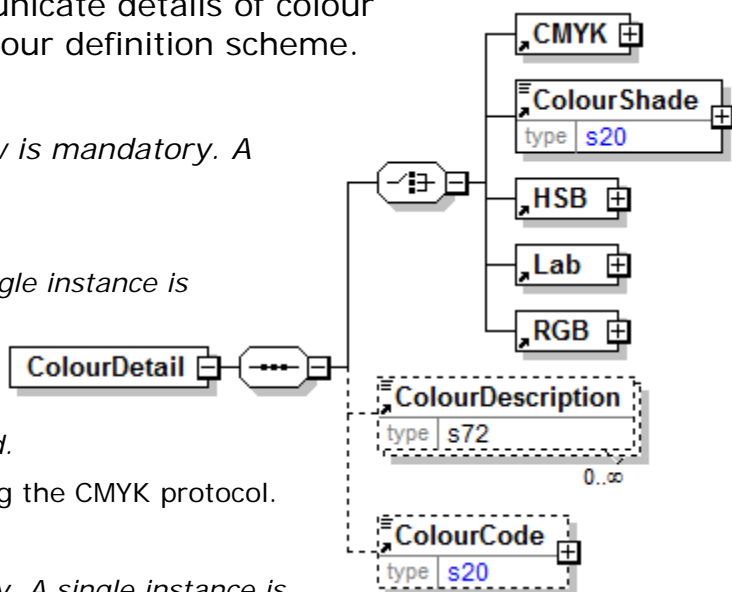 unicate details of colour
our definition scheme.
is mandatory. A
gle instance is
d.
g the CMYK protocol.
A single instance is
CMYK
ColourShade
type s20
HSB
Lab
RGB
ColourDetail
ColourDescription
type s72
0..∞
ColourCode
type s20